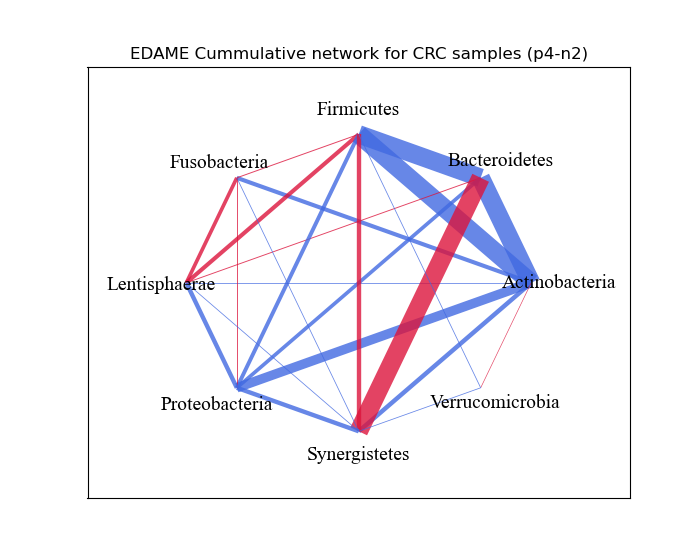 EDAME Cummulative network for CRC samples (p4-n2)
Firmicutes
Bacteroidetes
Fusobacteria
Actinobacteria
Lentisphaerae
Verrucomicrobia
Proteobacteria
Synergistetes